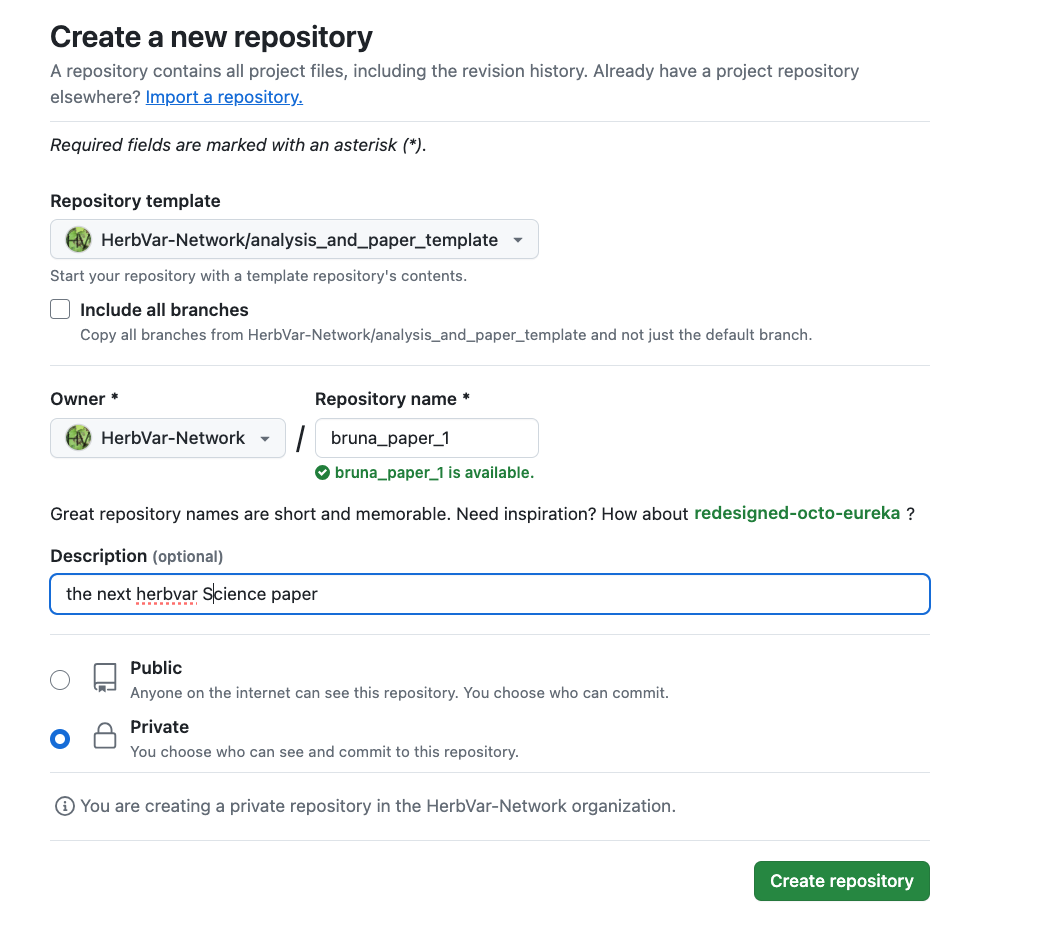 Create a new repository
A repository contains all project files, including the revision history. Already have a project repository
elsewhere? Import a repository.
Required fields are marked with an asterisk (*).
Repository template
HerbVar-Network/analysis_and_paper_template
Start your repository with a template repository's contents.
Include all branches
Copy all branches from HerbVar-Network/analysis_and_paper_template and not just the default branch.
Owner * Repository name *
HerbVar-Network / bruna_paper_1
bruna_paper_1 is available.
Great repository names are short and memorable. Need inspiration? How about redesigned-octo-eureka ?
Description (optional)
the next herbvar Science paper
Public
Anyone on the internet can see this repository. You choose who can commit.
Private
You choose who can see and commit to this repository.
You are creating a private repository in the HerbVar-Network organization.
Create repository